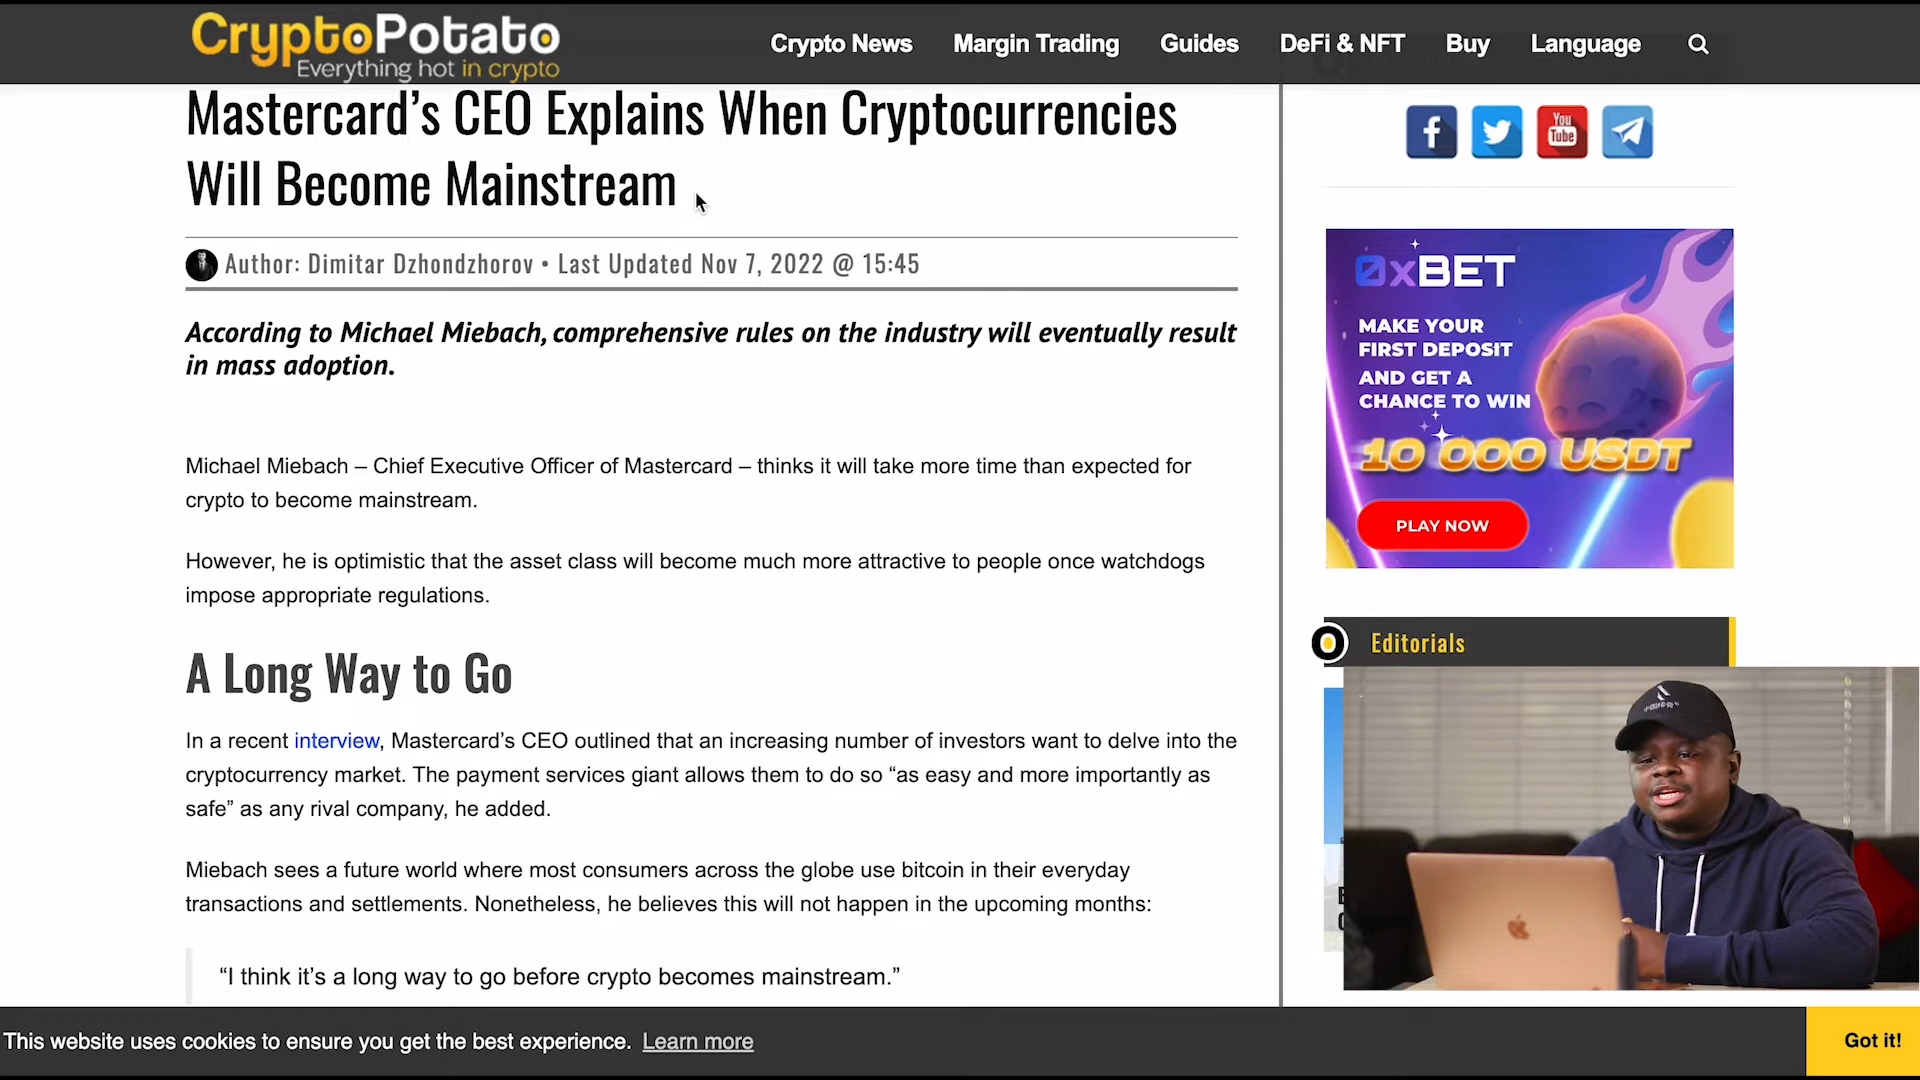 CryptoPotato
Everything hot in crypto
Crypto News Margin Trading Guides DeFi & NFT Buy Language
Mastercard’s CEO Explains When Cryptocurrencies
Will Become Mainstream
Author: Dimitar Dzhondzhorov • Last Updated Nov 7, 2022 @ 15:45
According to Michael Miebach, comprehensive rules on the industry will eventually result
in mass adoption.
Michael Miebach – Chief Executive Officer of Mastercard – thinks it will take more time than expected for
crypto to become mainstream.
However, he is optimistic that the asset class will become much more attractive to people once watchdogs
impose appropriate regulations.
A Long Way to Go
In a recent interview, Mastercard’s CEO outlined that an increasing number of investors want to delve into the
cryptocurrency market. The payment services giant allows them to do so “as easy and more importantly as
safe” as any rival company, he added.
Miebach sees a future world where most consumers across the globe use bitcoin in their everyday
transactions and settlements. Nonetheless, he believes this will not happen in the upcoming months:
“I think it’s a long way to go before crypto becomes mainstream.”
You
Tube
0xBET
MAKE YOUR
FIRST DEPOSIT
AND GET A
CHANCE TO WIN
10 000 USDT
PLAY NOW
Editorials
This website uses cookies to ensure you get the best experience. Learn more
Got it!